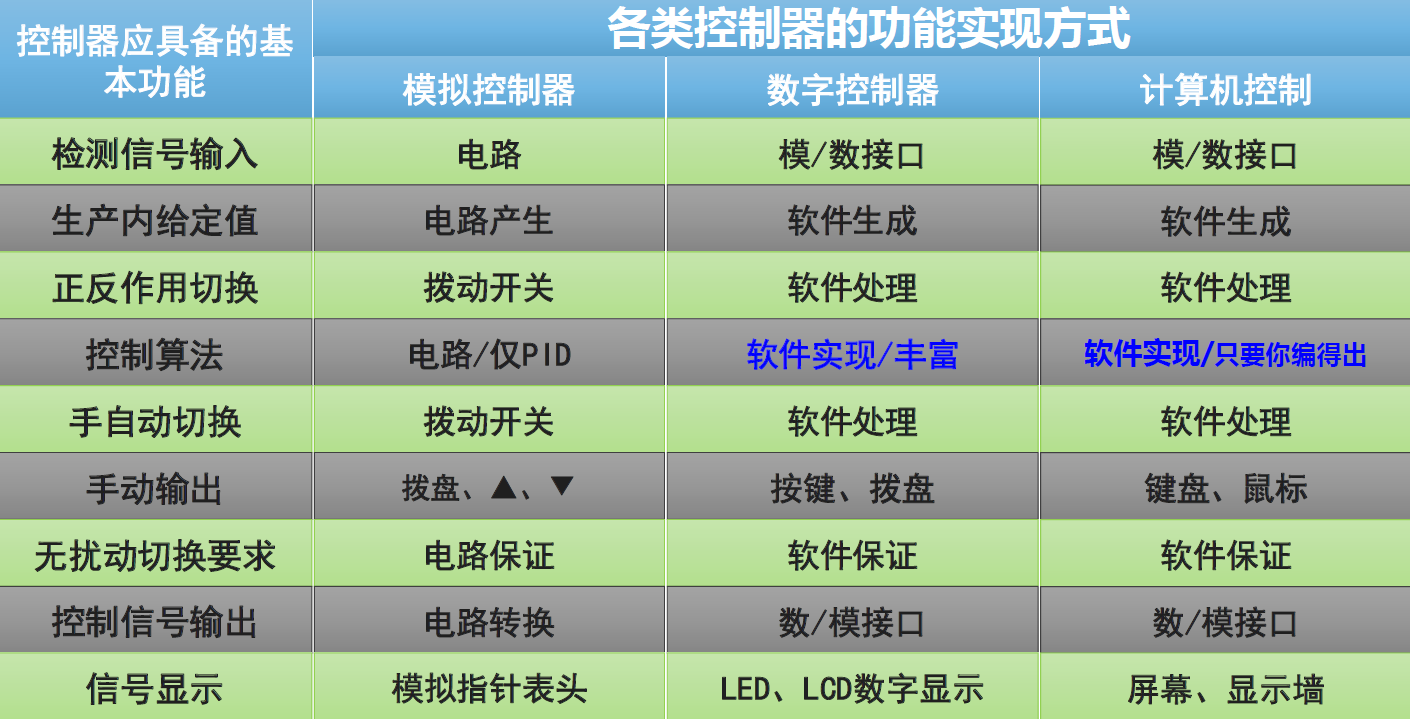 控制器应具备的基
本功能
各类控制器的功能实现方式
模拟控制器 数字控制器 计算机控制
检测信号输入 电路 模/数接口 模/数接口
生产内给定值 电路产生 软件生成 软件生成
正反作用切换 拨动开关 软件处理 软件处理
控制算法 电路/仅PID 软件实现/丰富 软件实现/只要你编得出
手自动切换 拨动开关 软件处理 软件处理
手动输出 拨盘、▲、▼ 按键、拨盘 键盘、鼠标
无扰动切换要求 电路保证 软件保证 软件保证
控制信号输出 电路转换 数/模接口 数/模接口
信号显示 模拟指针表头 LED、LCD数字显示 屏幕、显示墙